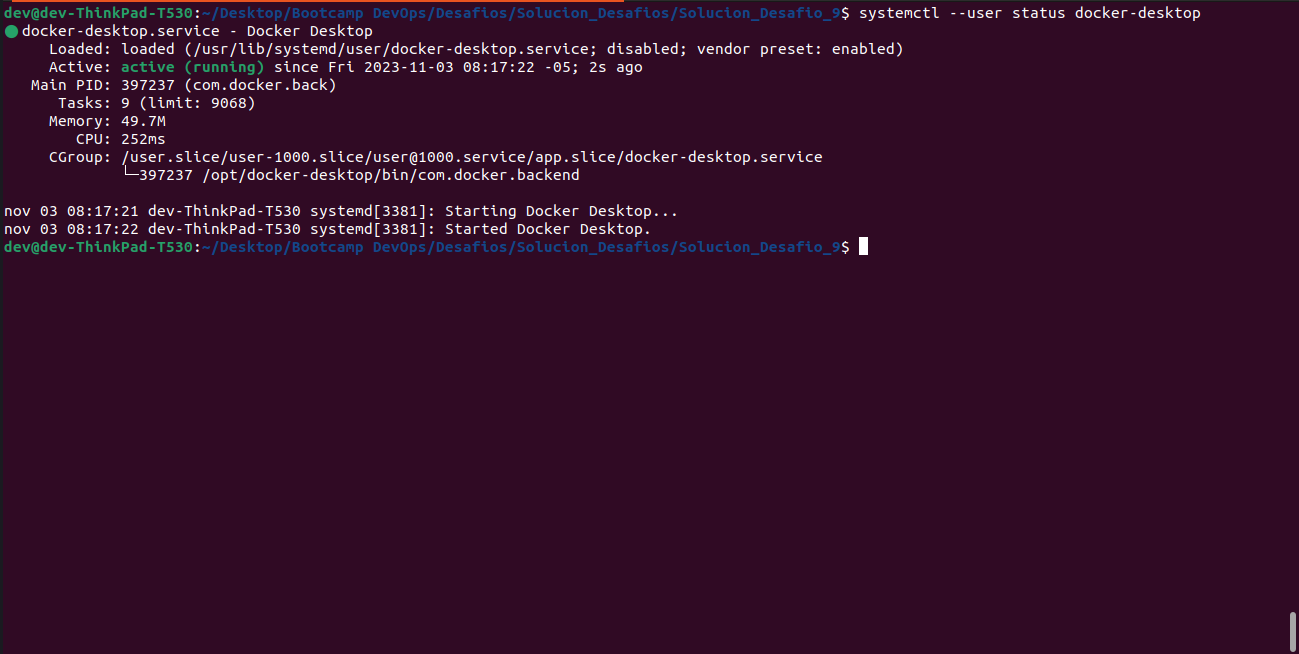 dev@dev-ThinkPad-T530:~/Desktop/Bootcamp DevOps/Desafios/Solucion_Desafios/Solucion_Desafio_9$ systemctl --user status docker-desktop
● docker-desktop.service - Docker Desktop
     Loaded: loaded (/usr/lib/systemd/user/docker-desktop.service; disabled; vendor preset: enabled)
     Active: active (running) since Fri 2023-11-03 08:17:22 -05; 2s ago
   Main PID: 397237 (com.docker.back)
      Tasks: 9 (limit: 9068)
     Memory: 49.7M
        CPU: 252ms
     CGroup: /user.slice/user-1000.slice/user@1000.service/app.slice/docker-desktop.service
             └─397237 /opt/docker-desktop/bin/com.docker.backend
nov 03 08:17:21 dev-ThinkPad-T530 systemd[3381]: Starting Docker Desktop...
nov 03 08:17:22 dev-ThinkPad-T530 systemd[3381]: Started Docker Desktop.
dev@dev-ThinkPad-T530:~/Desktop/Bootcamp DevOps/Desafios/Solucion_Desafios/Solucion_Desafio_9$